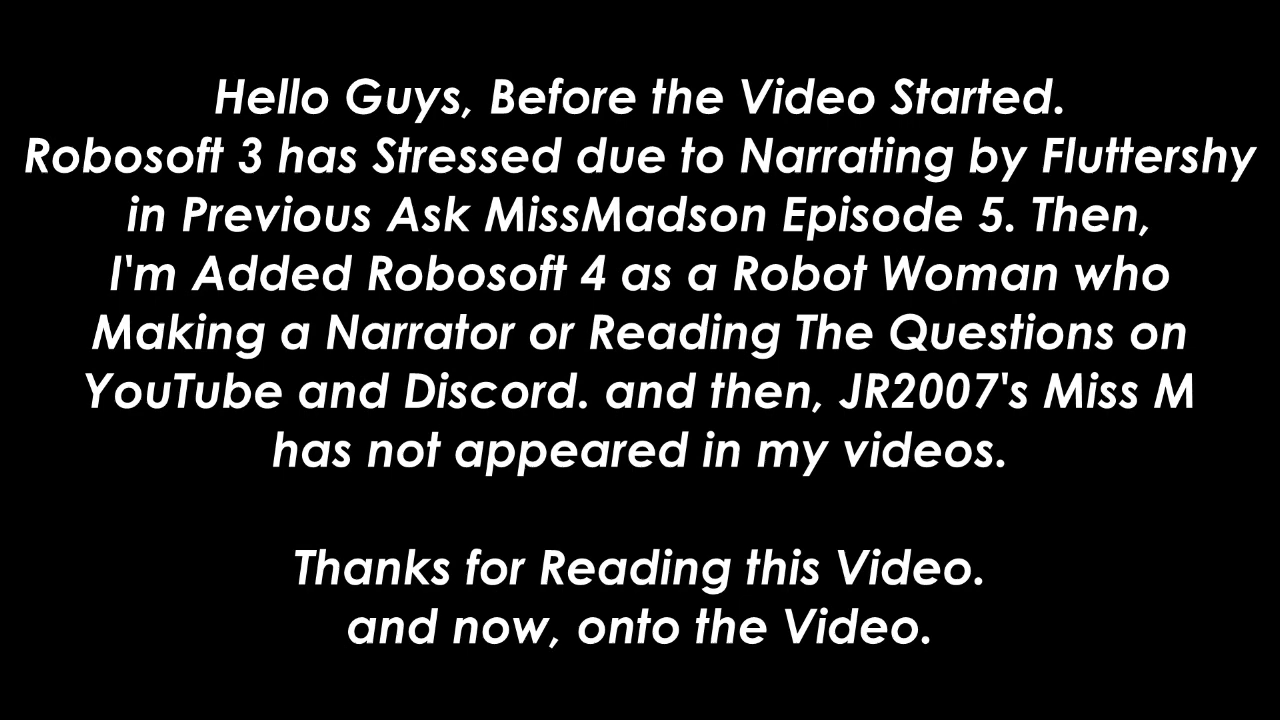 Hello Guys, Before the Video Started.
Robosoft 3 has Stressed due to Narrating by Fluttershy
in Previous Ask MissMadson Episode 5. Then,
I'm Added Robosoft 4 as a Robot Woman who
Making a Narrator or Reading The Questions on
YouTube and Discord. and then, JR2007's Miss M
has not appeared in my videos.
Thanks for Reading this Video.
and now, onto the Video.